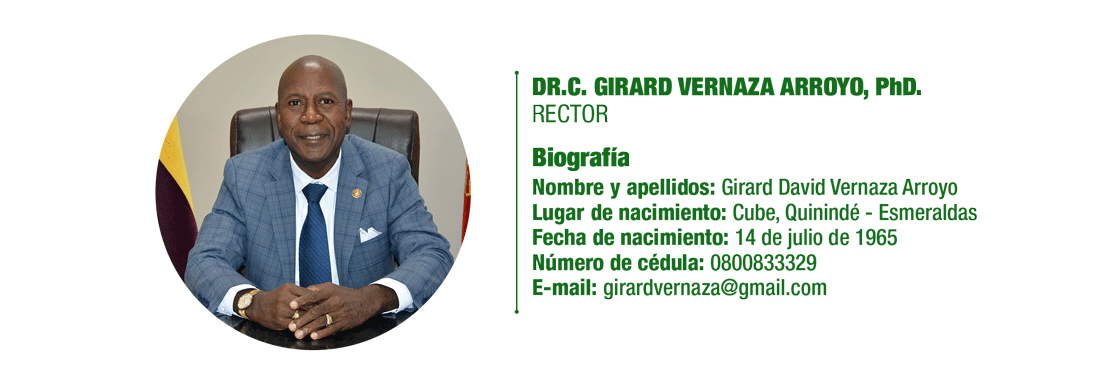 DR.C. GIRARD VERNAZA ARROYO, PhD.
RECTOR
Biografía
Nombre y apellidos: Girard David Vernaza Arroyo
Lugar de nacimiento: Cube, Quinindé - Esmeraldas
Fecha de nacimiento: 14 de julio de 1965
Número de cédula: 0800833329
E-mail: girardvernaza@gmail.com